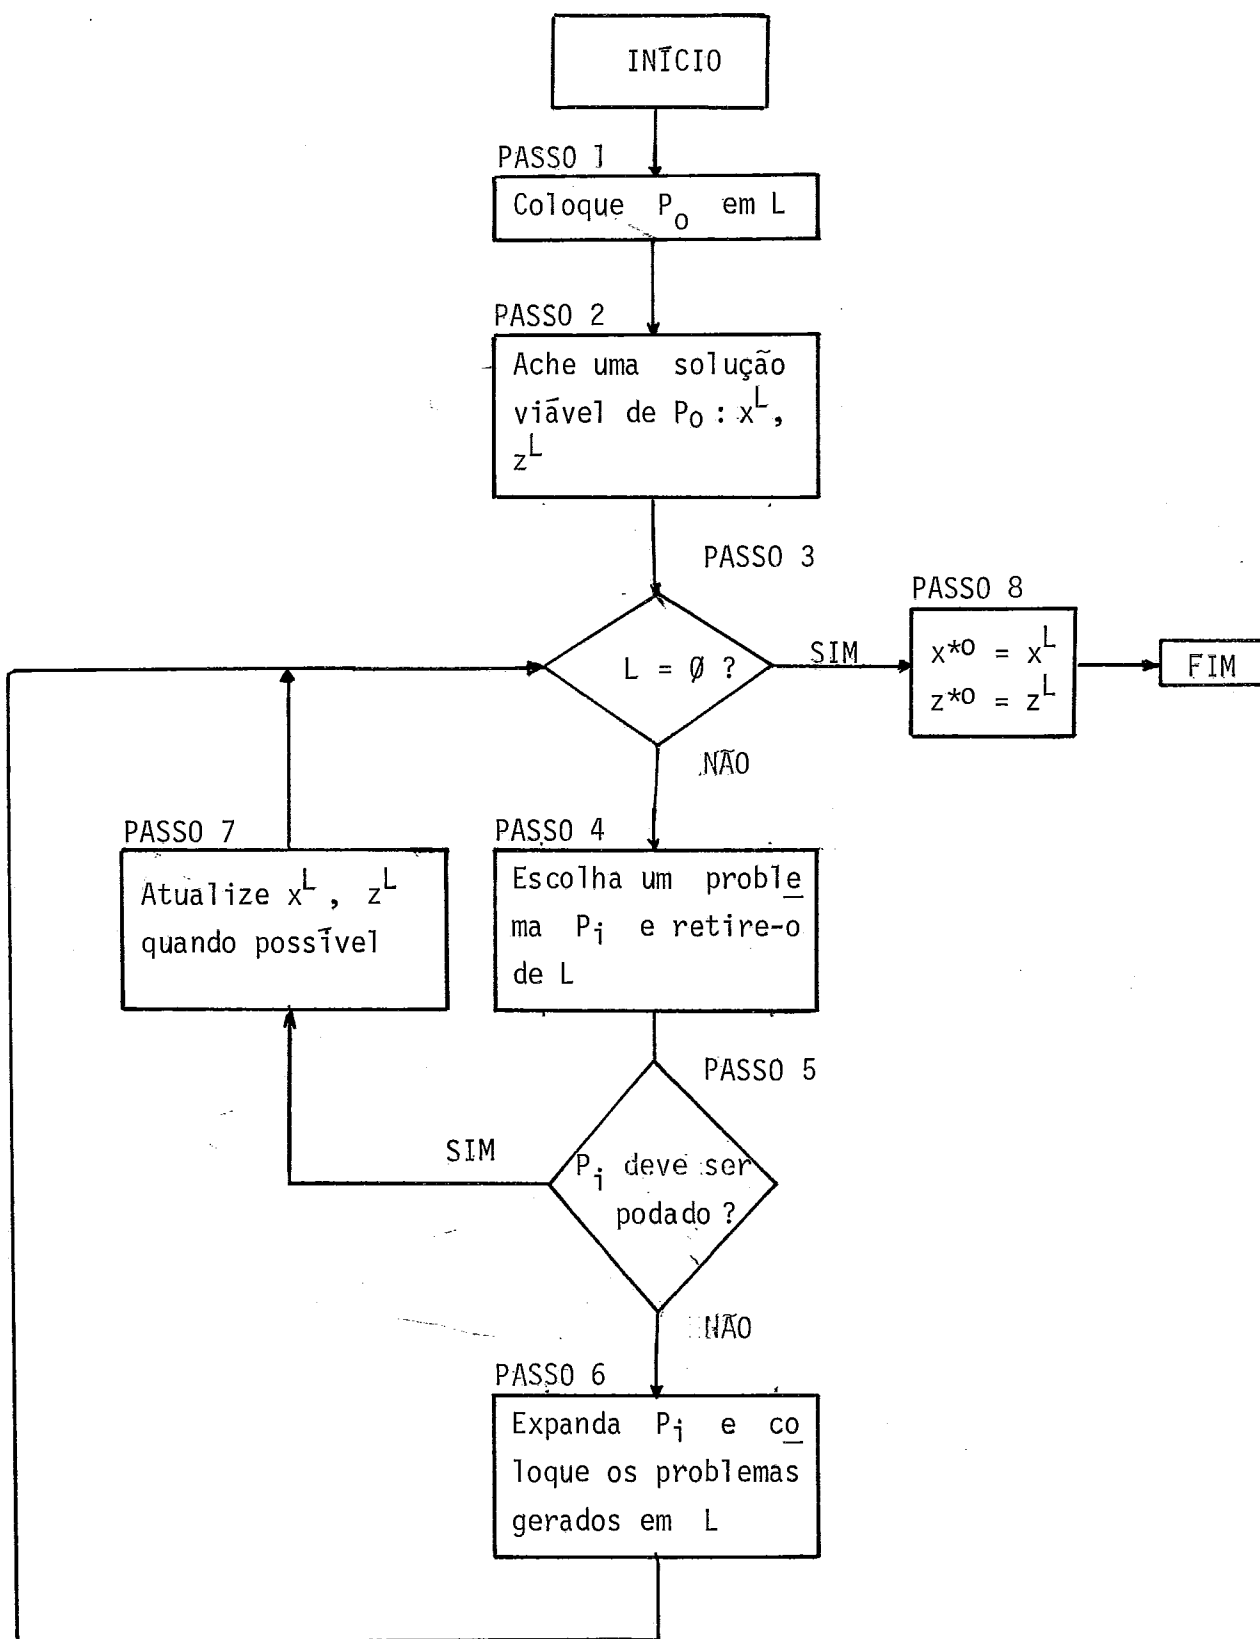 INÍCIO
PASSO 1
Coloque P₀ em L
PASSO 2
Ache uma solução
viável de P₀ : xᴸ,
zᴸ
PASSO 3
L = Ø ?
SIM
PASSO 8
x*⁰ = xᴸ
z*⁰ = zᴸ
FIM
NÃO
PASSO 7
Atualize xᴸ , zᴸ
quando possível
PASSO 4
Escolha um proble
ma Pᵢ e retire-o
de L
PASSO 5
Pᵢ deve ser
podado ?
SIM
NÃO
PASSO 6
Expanda Pᵢ e co
loque os problemas
gerados em L